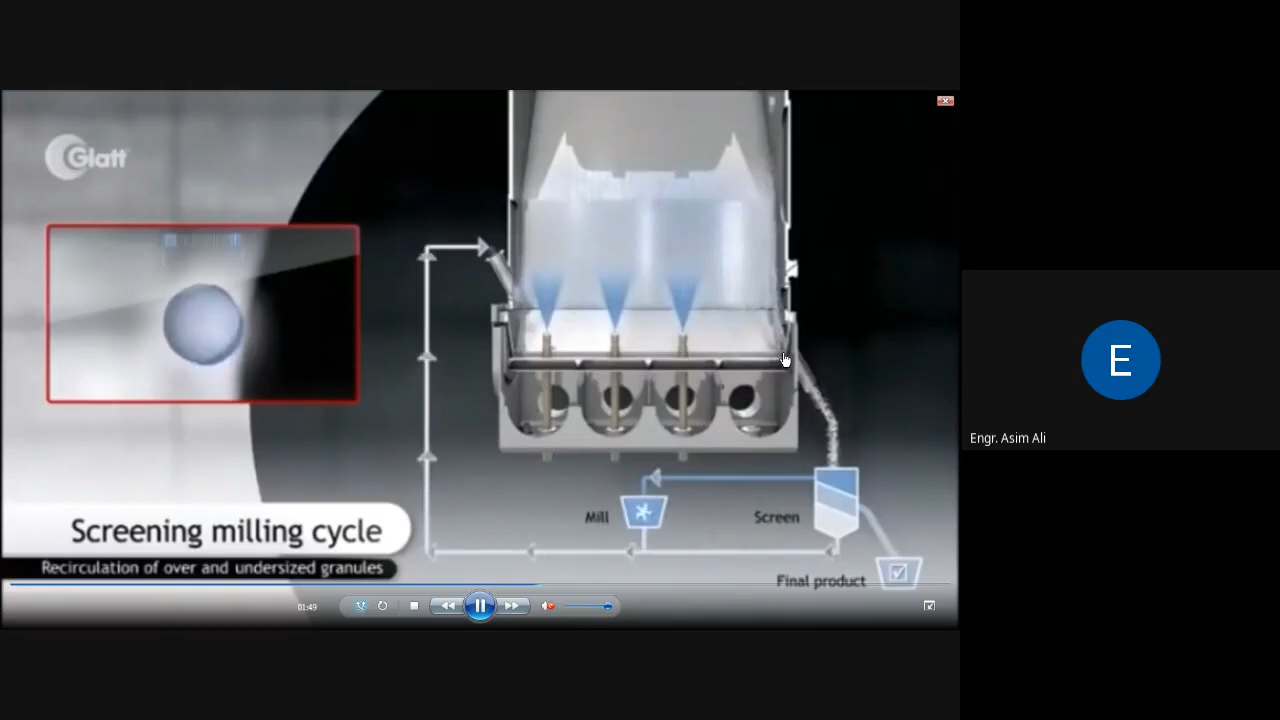 Glatt
Mill
Screen
Screening milling cycle
Recirculation of over and undersized granules
Final product
01:49
E
Engr. Asim Ali